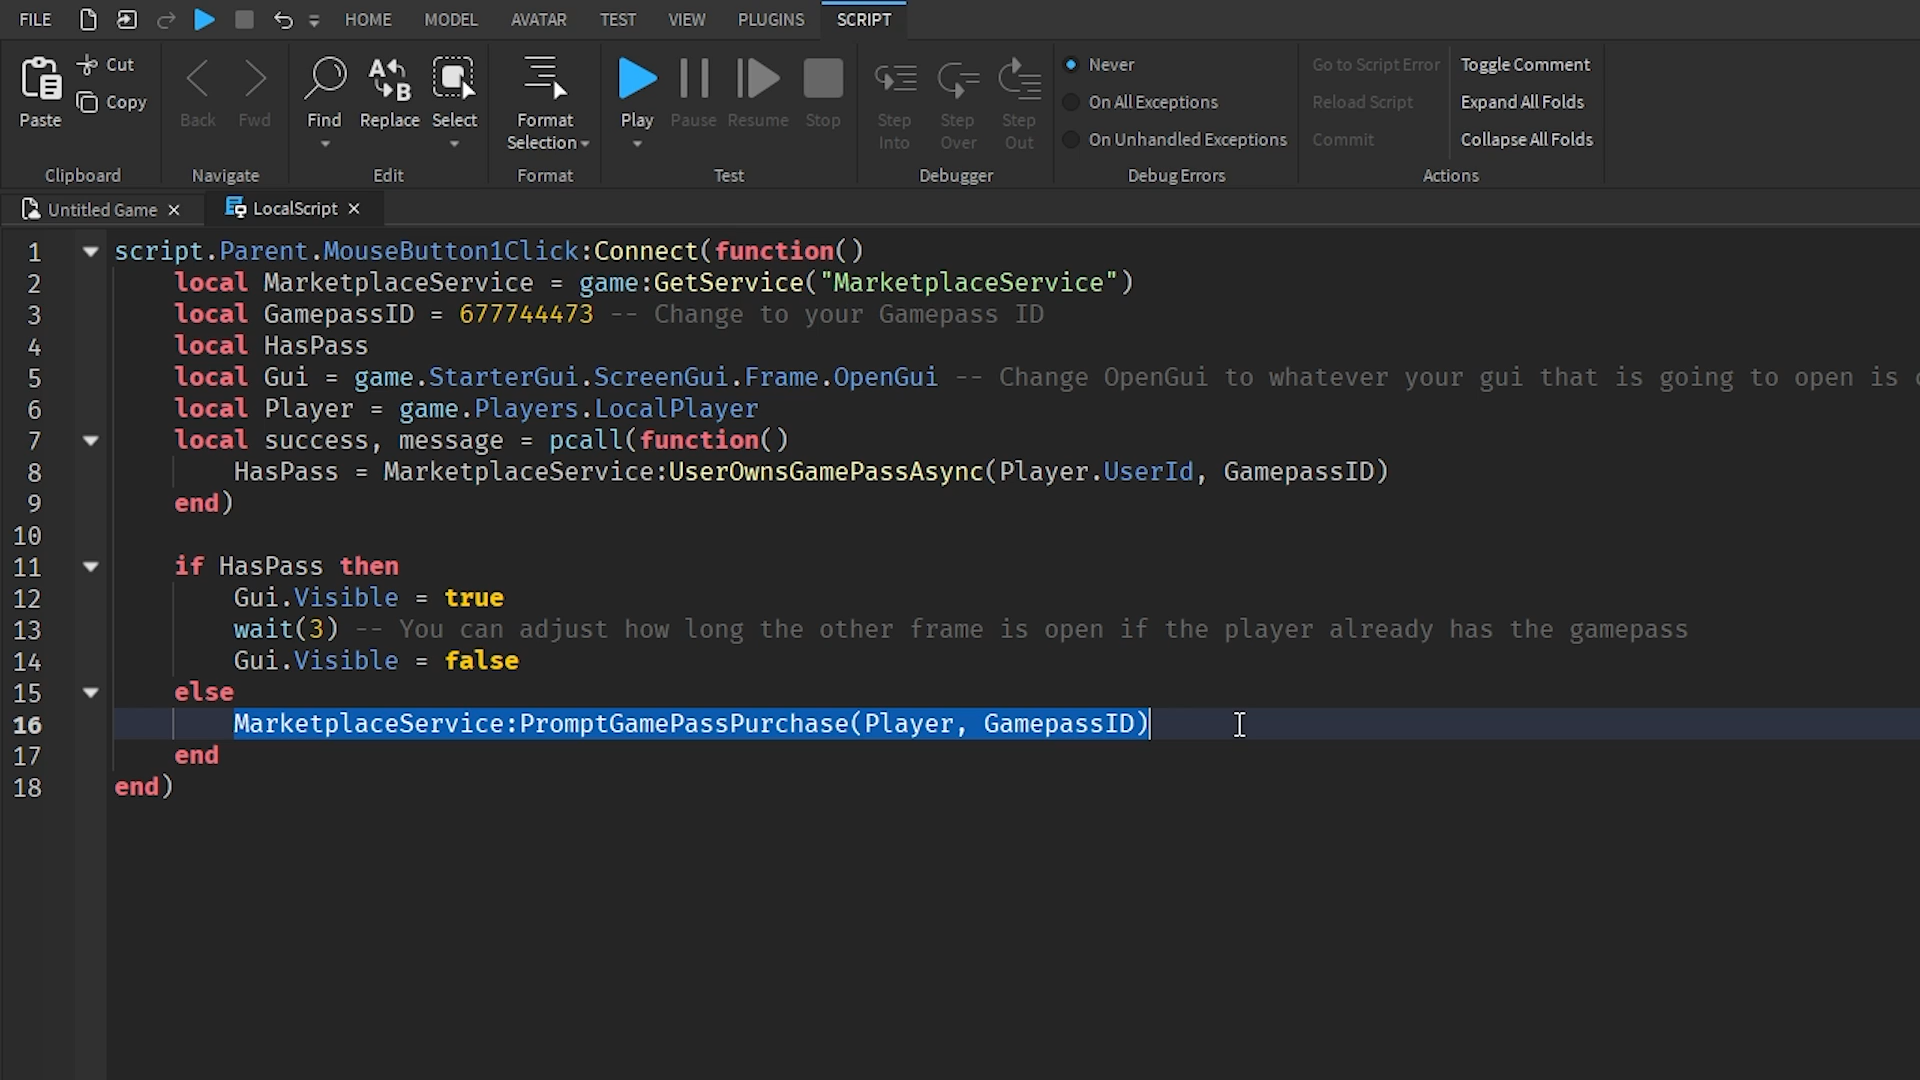 FILE HOME MODEL AVATAR TEST VIEW PLUGINS SCRIPT
Paste Cut Copy
Clipboard
Back Fwd
Navigate
Find Replace Select
Edit
Format Selection
Format
Play Pause Resume Stop
Test
Step Into Step Over Step Out
Debugger
Never
On All Exceptions
On Unhandled Exceptions
Debug Errors
Go to Script Error Toggle Comment
Reload Script Expand All Folds
Commit Collapse All Folds
Actions
Untitled Game × LocalScript ×
1 script.Parent.MouseButton1Click:Connect(function()
2 local MarketplaceService = game:GetService("MarketplaceService")
3 local GamepassID = 677744473 -- Change to your Gamepass ID
4 local HasPass
5 local Gui = game.StarterGui.ScreenGui.Frame.OpenGui -- Change OpenGui to whatever your gui that is going to open is
6 local Player = game.Players.LocalPlayer
7 local success, message = pcall(function()
8 HasPass = MarketplaceService:UserOwnsGamePassAsync(Player.UserId, GamepassID)
9 end)
10
11 if HasPass then
12 Gui.Visible = true
13 wait(3) -- You can adjust how long the other frame is open if the player already has the gamepass
14 Gui.Visible = false
15 else
16 MarketplaceService:PromptGamePassPurchase(Player, GamepassID)
17 end
18 end)